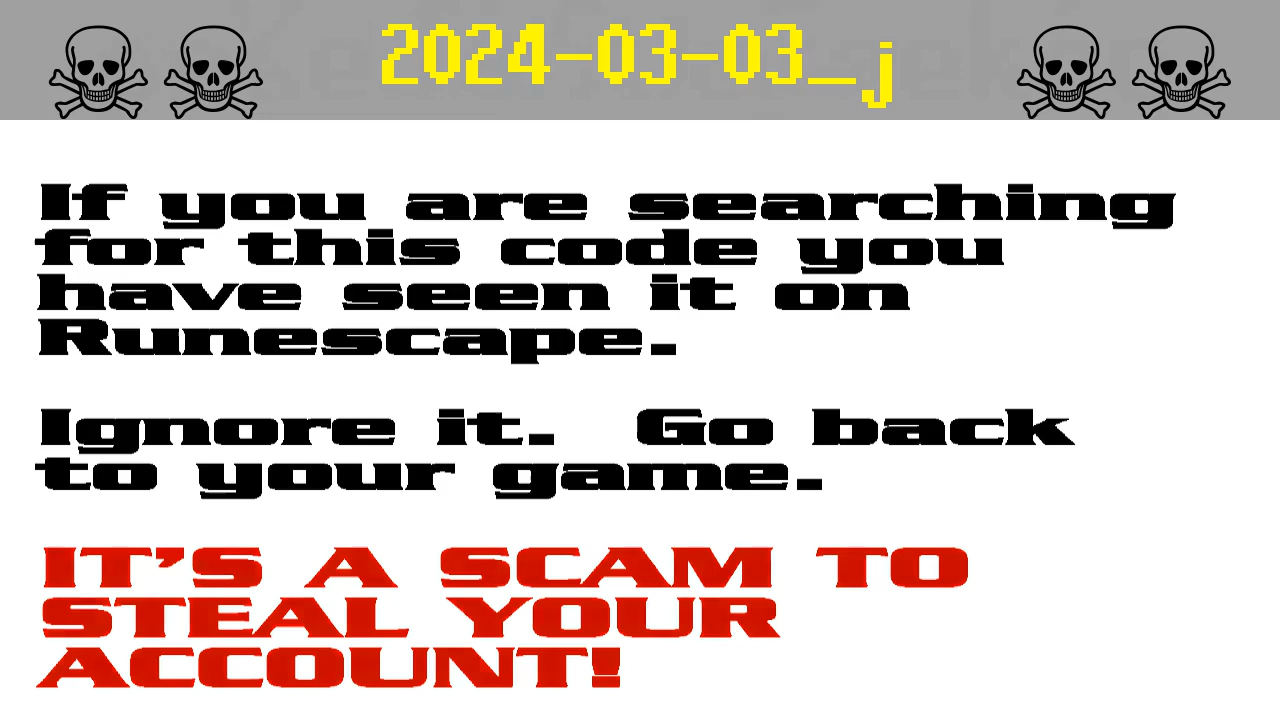 2024-03-03_j
If you are searching
for this code you
have seen it on
Runescape.
Ignore it.  Go back
to your game.
IT'S A SCAM TO
STEAL YOUR
ACCOUNT!